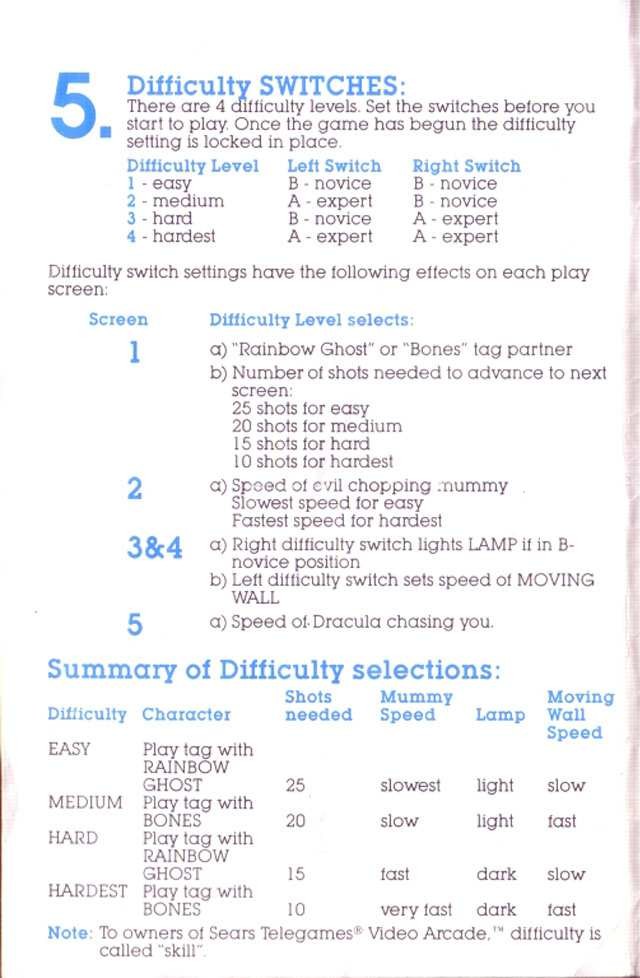 5.
Difficulty SWITCHES:
There are 4 difficulty levels. Set the switches before you
start to play. Once the game has begun the difficulty
setting is locked in place.
Difficulty Level Left Switch Right Switch
1 - easy B - novice B - novice
2 - medium A - expert B - novice
3 - hard B - novice A - expert
4 - hardest A - expert A - expert
Difficulty switch settings have the following effects on each play
screen:
Screen Difficulty Level selects:
1 a) "Rainbow Ghost" or "Bones" tag partner
b) Number of shots needed to advance to next
screen:
25 shots for easy
20 shots for medium
15 shots for hard
10 shots for hardest
2 a) Speed of evil chopping mummy
Slowest speed for easy
Fastest speed for hardest
3&4 a) Right difficulty switch lights LAMP if in B-
novice position
b) Left difficulty switch sets speed of MOVING
WALL
5 a) Speed of Dracula chasing you.
Summary of Difficulty selections:
Shots Mummy Moving
Difficulty Character needed Speed Lamp Wall
Speed
EASY Play tag with
RAINBOW
GHOST 25 slowest light slow
MEDIUM Play tag with
BONES 20 slow light fast
HARD Play tag with
RAINBOW
GHOST 15 fast dark slow
HARDEST Play tag with
BONES 10 very fast dark fast
Note: To owners of Sears Telegames® Video Arcade,™ difficulty is
called "skill".